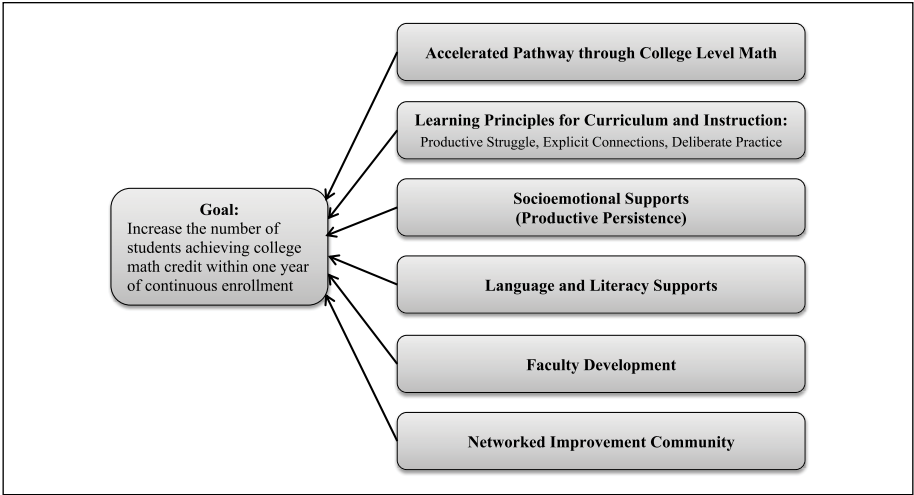 Accelerated Pathway through College Level Math
Learning Principles for Curriculum and Instruction:
Productive Struggle, Explicit Connections, Deliberate Practice
Socioemotional Supports
(Productive Persistence)
Goal:
Increase the number of
students achieving college
math credit within one year
of continuous enrollment
Language and Literacy Supports
Faculty Development
Networked Improvement Community